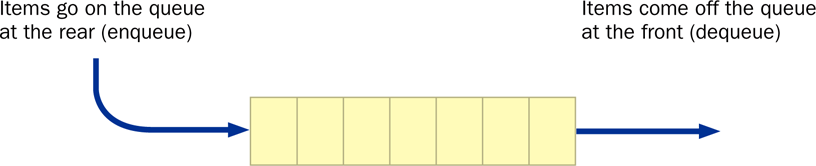 Items go on the queue
at the rear (enqueue)
Items come off the queue
at the front (dequeue)